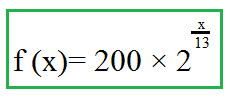 f (x)= 200 × 2^(x/13)